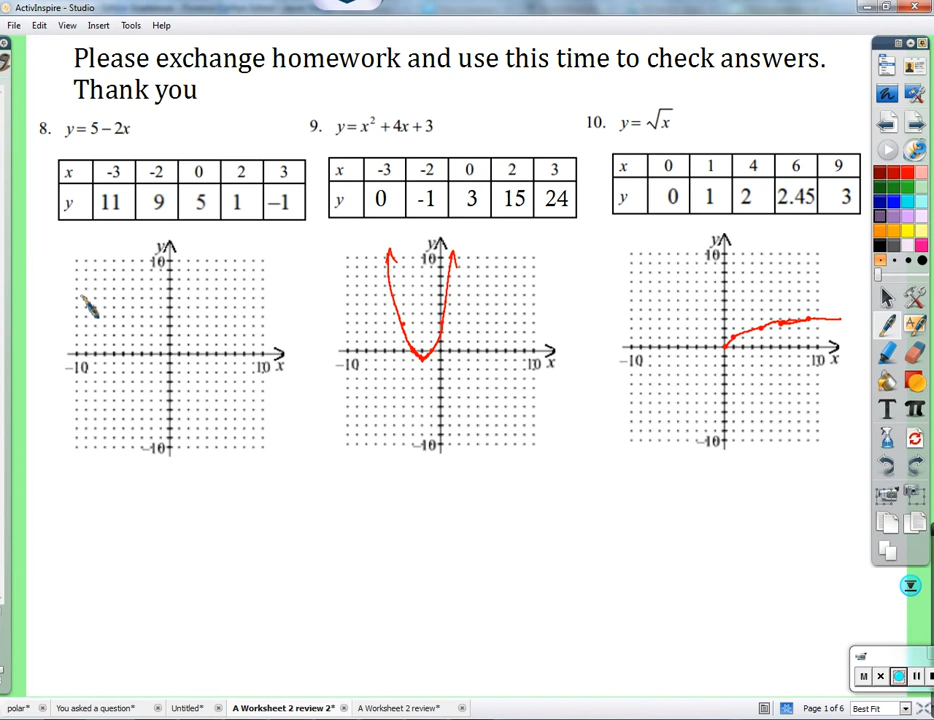 ActivInspire - Studio
File Edit View Insert Tools Help
Please exchange homework and use this time to check answers.
Thank you
8. y = 5 – 2x
x -3 -2 0 2 3
y 11 9 5 1 –1
y
10
–10
10 x
–10
9. y = x² + 4x + 3
x -3 -2 0 2 3
y 0 -1 3 15 24
y
10
–10
10 x
–10
10. y = √x
x 0 1 4 6 9
y 0 1 2 2.45 3
y
10
–10
10 x
–10
T π
M
polar* You asked a question* Untitled* A Worksheet 2 review 2* A Worksheet 2 review* Page 1 of 6 Best Fit